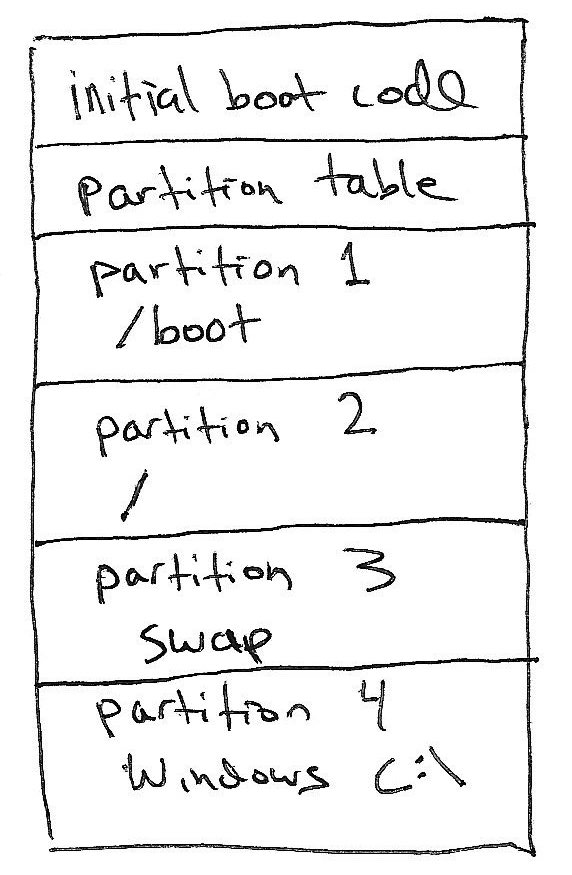 initial boot code
partition table
partition 1
/boot
partition 2
/
partition 3
swap
partition 4
Windows C:\